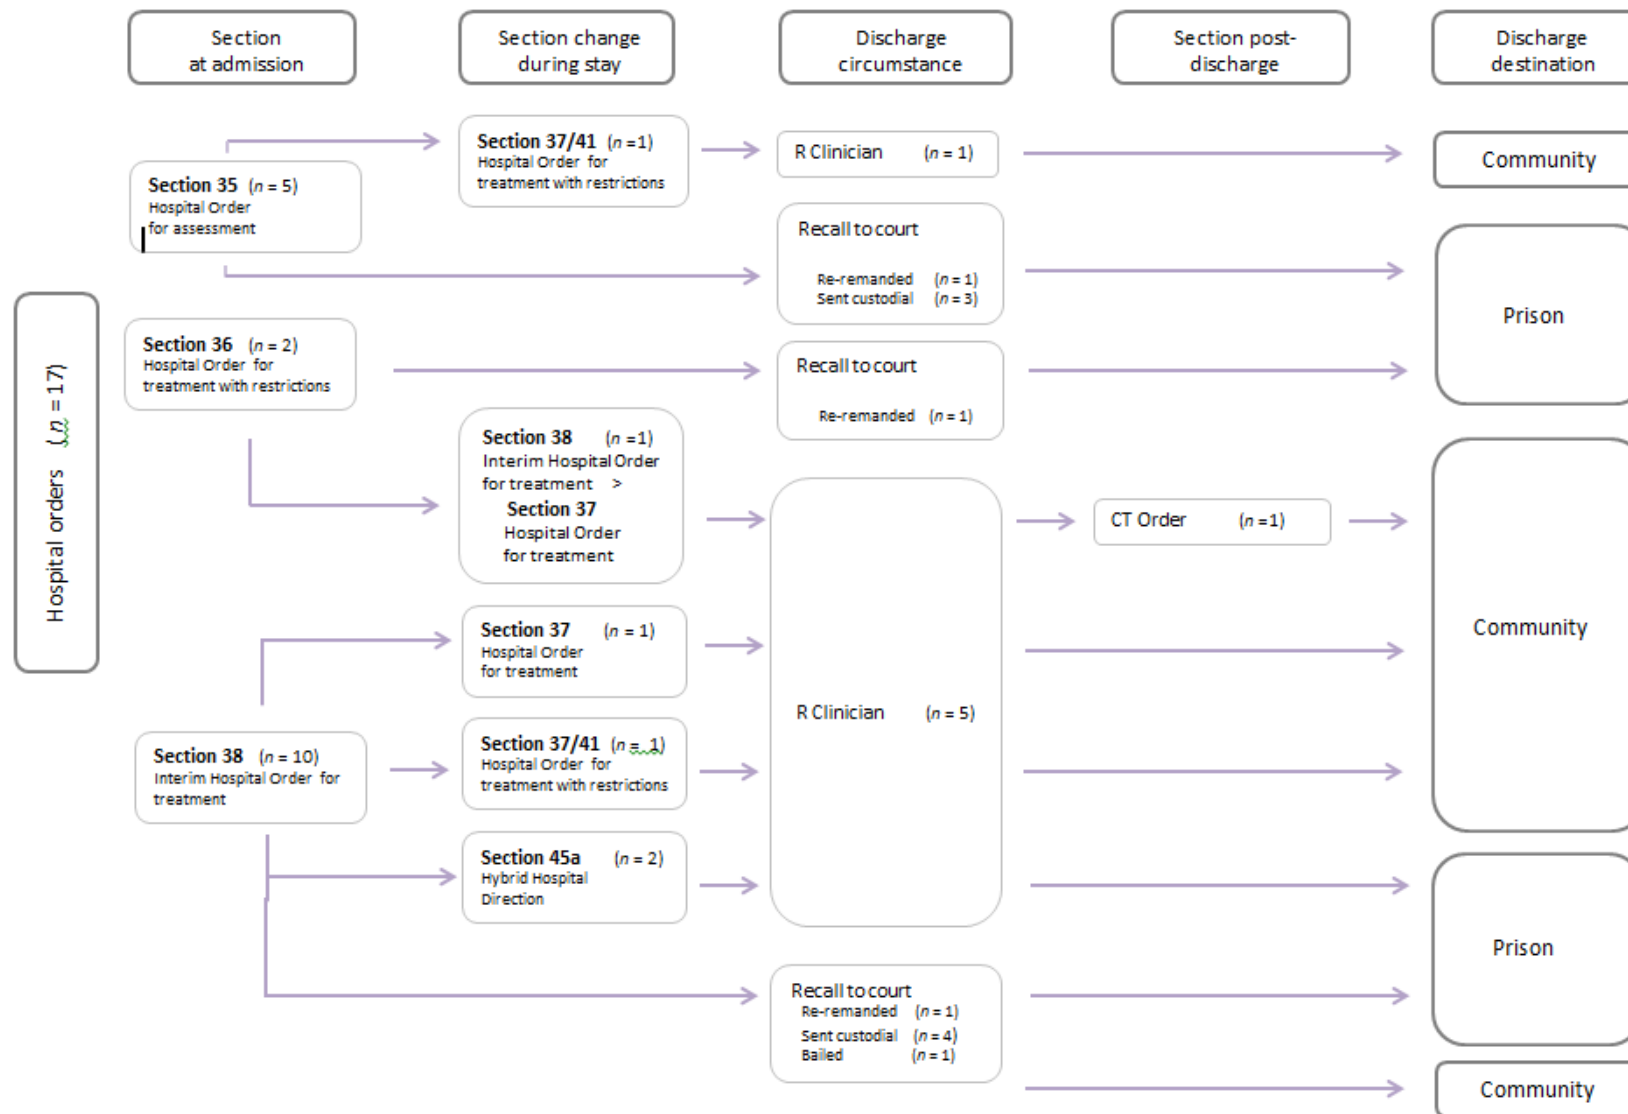 Section
at admission
Section change
during stay
Discharge
circumstance
Section post-
discharge
Discharge
destination
Hospital orders (n = 17)
Section 35 (n = 5)
Hospital Order
for assessment
Section 37/41 (n =1)
Hospital Order for
treatment with restrictions
R Clinician (n = 1)
Community
Recall to court
Re-remanded (n = 1)
Sent custodial (n = 3)
Prison
Section 36 (n = 2)
Hospital Order for
treatment with restrictions
Recall to court
Re-remanded (n = 1)
Section 38 (n =1)
Interim Hospital Order
for treatment >
Section 37
Hospital Order
for treatment
CT Order (n =1)
Community
Section 37 (n = 1)
Hospital Order
for treatment
R Clinician (n = 5)
Section 38 (n = 10)
Interim Hospital Order for
treatment
Section 37/41 (n = 1)
Hospital Order for
treatment with restrictions
Section 45a (n = 2)
Hybrid Hospital
Direction
Prison
Recall to court
Re-remanded (n = 1)
Sent custodial (n = 4)
Bailed (n = 1)
Community